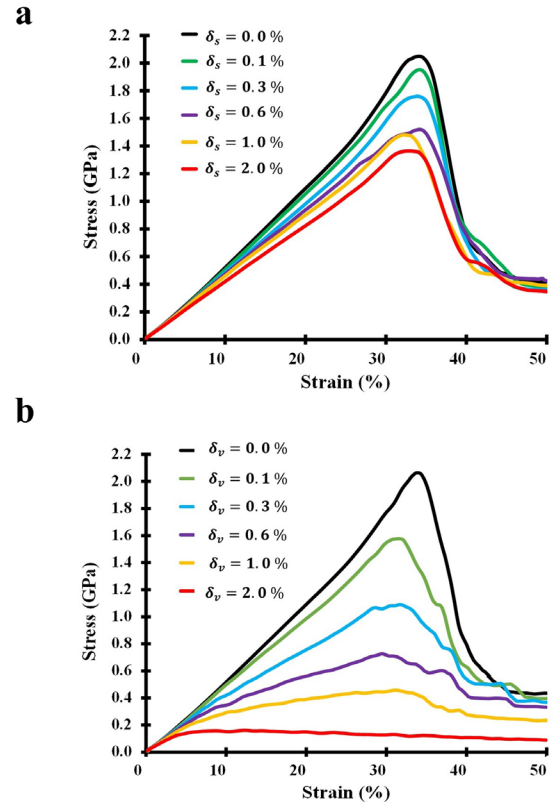 a
2.2
2.0
1.8
1.6
1.4
1.2
1.0
0.8
0.6
0.4
0.2
0.0
Stress (GPa)
δₛ = 0.0 %
δₛ = 0.1 %
δₛ = 0.3 %
δₛ = 0.6 %
δₛ = 1.0 %
δₛ = 2.0 %
0 10 20 30 40 50
Strain (%)
b
2.2
2.0
1.8
1.6
1.4
1.2
1.0
0.8
0.6
0.4
0.2
0.0
Stress (GPa)
δᵥ = 0.0 %
δᵥ = 0.1 %
δᵥ = 0.3 %
δᵥ = 0.6 %
δᵥ = 1.0 %
δᵥ = 2.0 %
0 10 20 30 40 50
Strain (%)